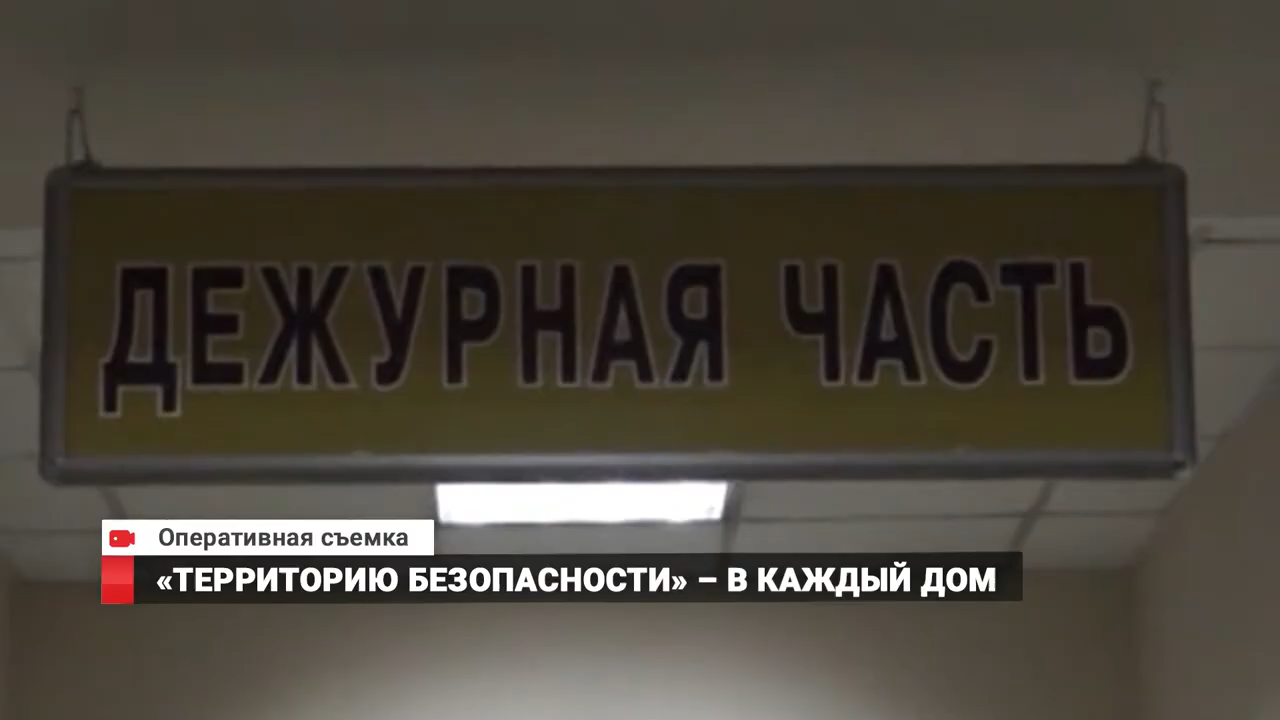 ДЕЖУРНАЯ ЧАСТЬ
Оперативная съемка
«ТЕРРИТОРИЮ БЕЗОПАСНОСТИ» – В КАЖДЫЙ ДОМ